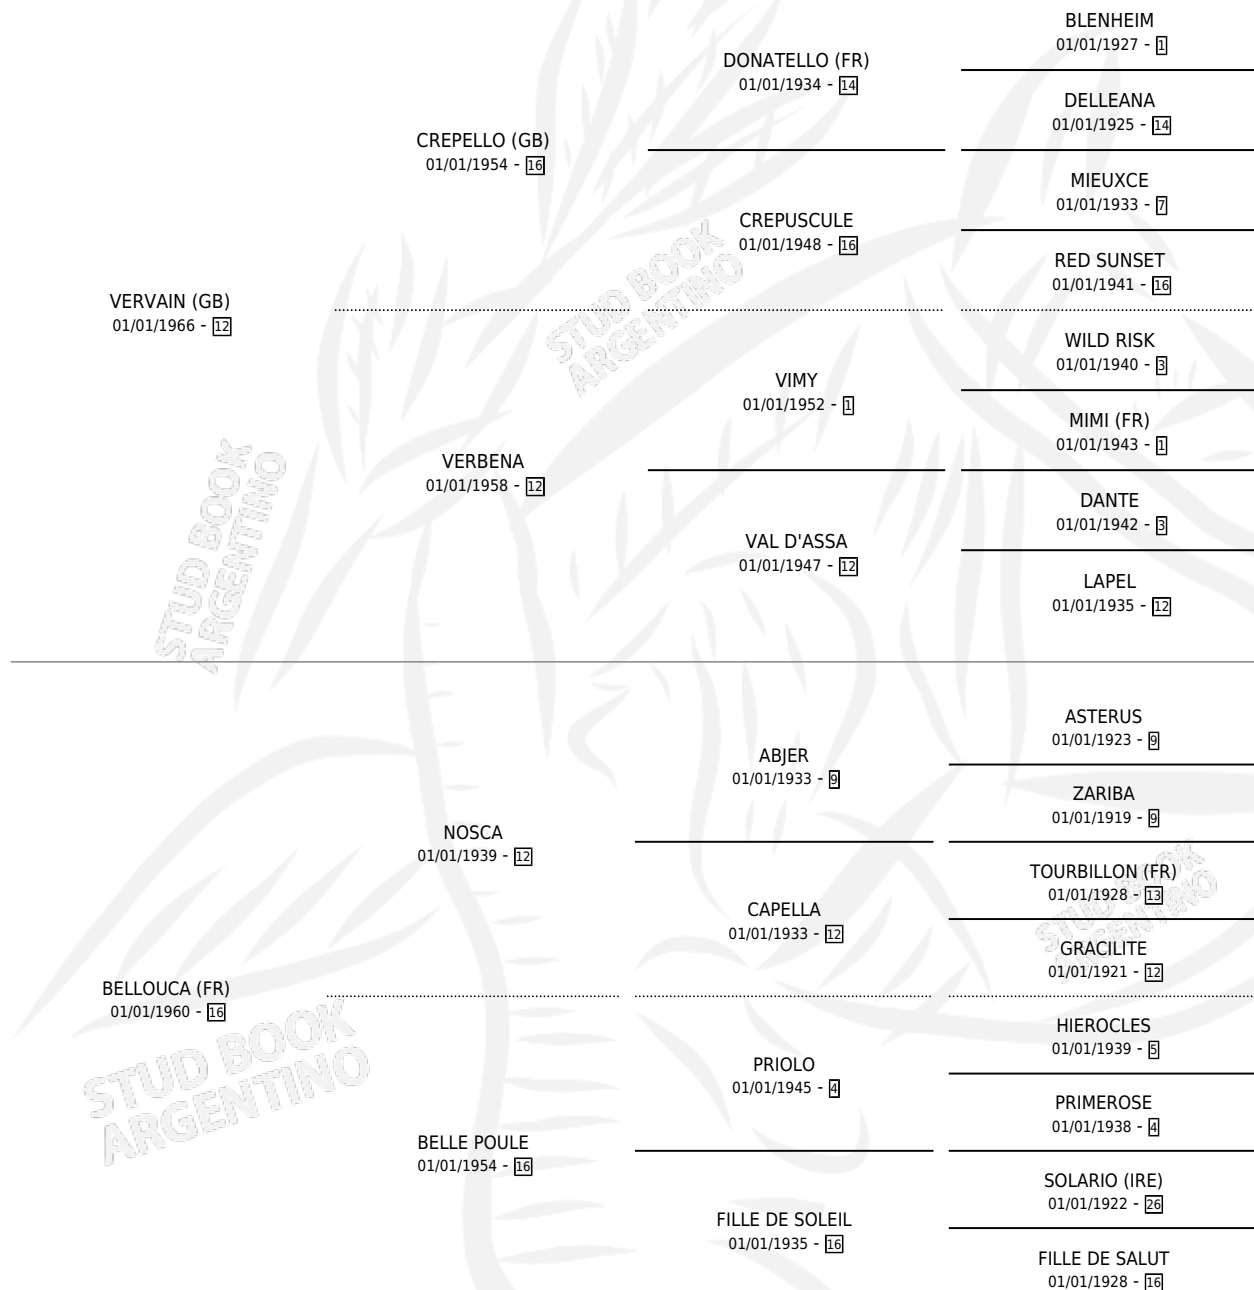 BLENHEIM
01/01/1927 - 1
DONATELLO (FR)
01/01/1934 - 14
DELLEANA
01/01/1925 - 14
CREPELLO (GB)
01/01/1954 - 16
MIEUXCE
01/01/1933 - 7
CREPUSCULE
01/01/1948 - 16
RED SUNSET
01/01/1941 - 16
VERVAIN (GB)
01/01/1966 - 12
WILD RISK
01/01/1940 - 3
VIMY
01/01/1952 - 1
MIMI (FR)
01/01/1943 - 1
VERBENA
01/01/1958 - 12
DANTE
01/01/1942 - 3
VAL D'ASSA
01/01/1947 - 12
LAPEL
01/01/1935 - 12
ASTERUS
01/01/1923 - 9
ABJER
01/01/1933 - 9
ZARIBA
01/01/1919 - 9
NOSCA
01/01/1939 - 12
TOURBILLON (FR)
01/01/1928 - 13
CAPELLA
01/01/1933 - 12
GRACILITE
01/01/1921 - 12
BELLOUCA (FR)
01/01/1960 - 16
HIEROCLES
01/01/1939 - 5
PRIOLO
01/01/1945 - 4
PRIMEROSE
01/01/1938 - 4
BELLE POULE
01/01/1954 - 16
SOLARIO (IRE)
01/01/1922 - 26
FILLE DE SOLEIL
01/01/1935 - 16
FILLE DE SALUT
01/01/1928 - 16
STUD BOOK
ARGENTINO
STUD BOOK
ARGENTINO
STUD BOOK
ARGENTINO
STUD BOOK
ARGENTINO